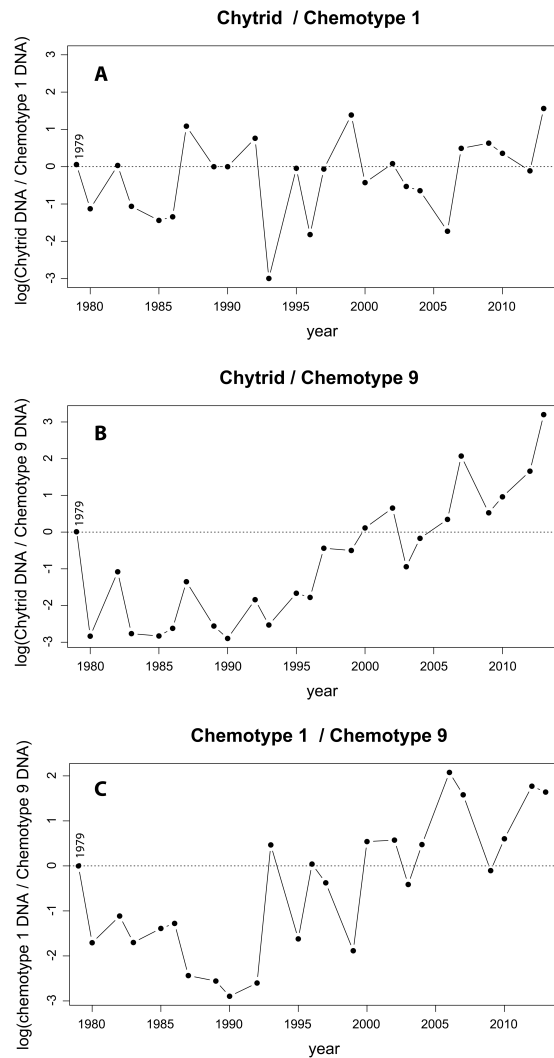 Chytrid / Chemotype 1
A
log(Chytrid DNA / Chemotype 1 DNA)
3
2
1
0
-1
-2
-3
1979
1980 1985 1990 1995 2000 2005 2010
year
Chytrid / Chemotype 9
B
log(Chytrid DNA / Chemotype 9 DNA)
3
2
1
0
-1
-2
-3
1979
1980 1985 1990 1995 2000 2005 2010
year
Chemotype 1 / Chemotype 9
C
log(chemotype 1 DNA / Chemotype 9 DNA)
2
1
0
-1
-2
-3
1979
1980 1985 1990 1995 2000 2005 2010
year